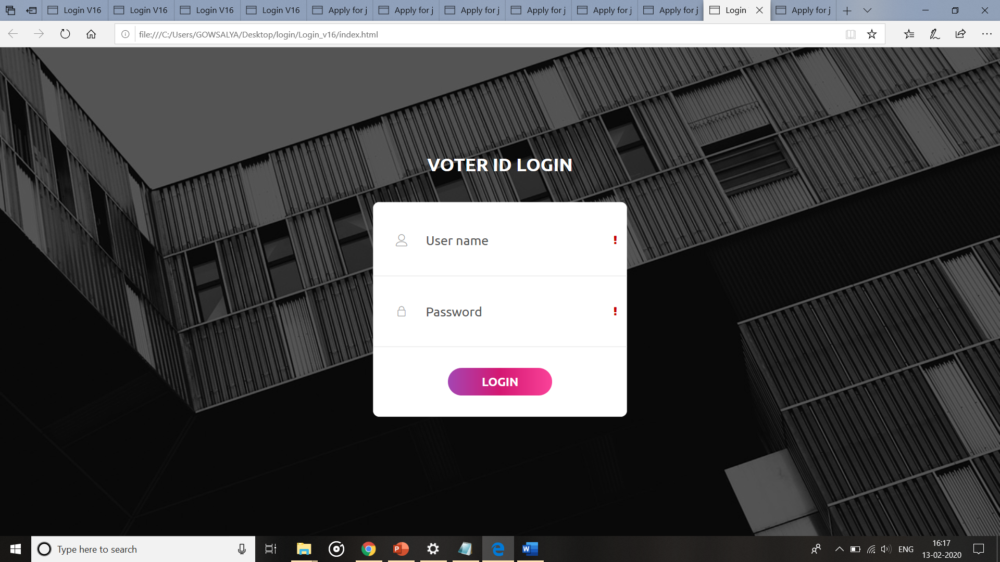 Login V16
Login V16
Login V16
Login V16
Apply for j
Apply for j
Apply for j
Apply for j
Apply for j
Apply for j
Login
Apply for j
file:///C:/Users/GOWSALYA/Desktop/login/Login_v16/index.html
VOTER ID LOGIN
User name !
Password !
LOGIN
Type here to search
ENG
16:17
13-02-2020